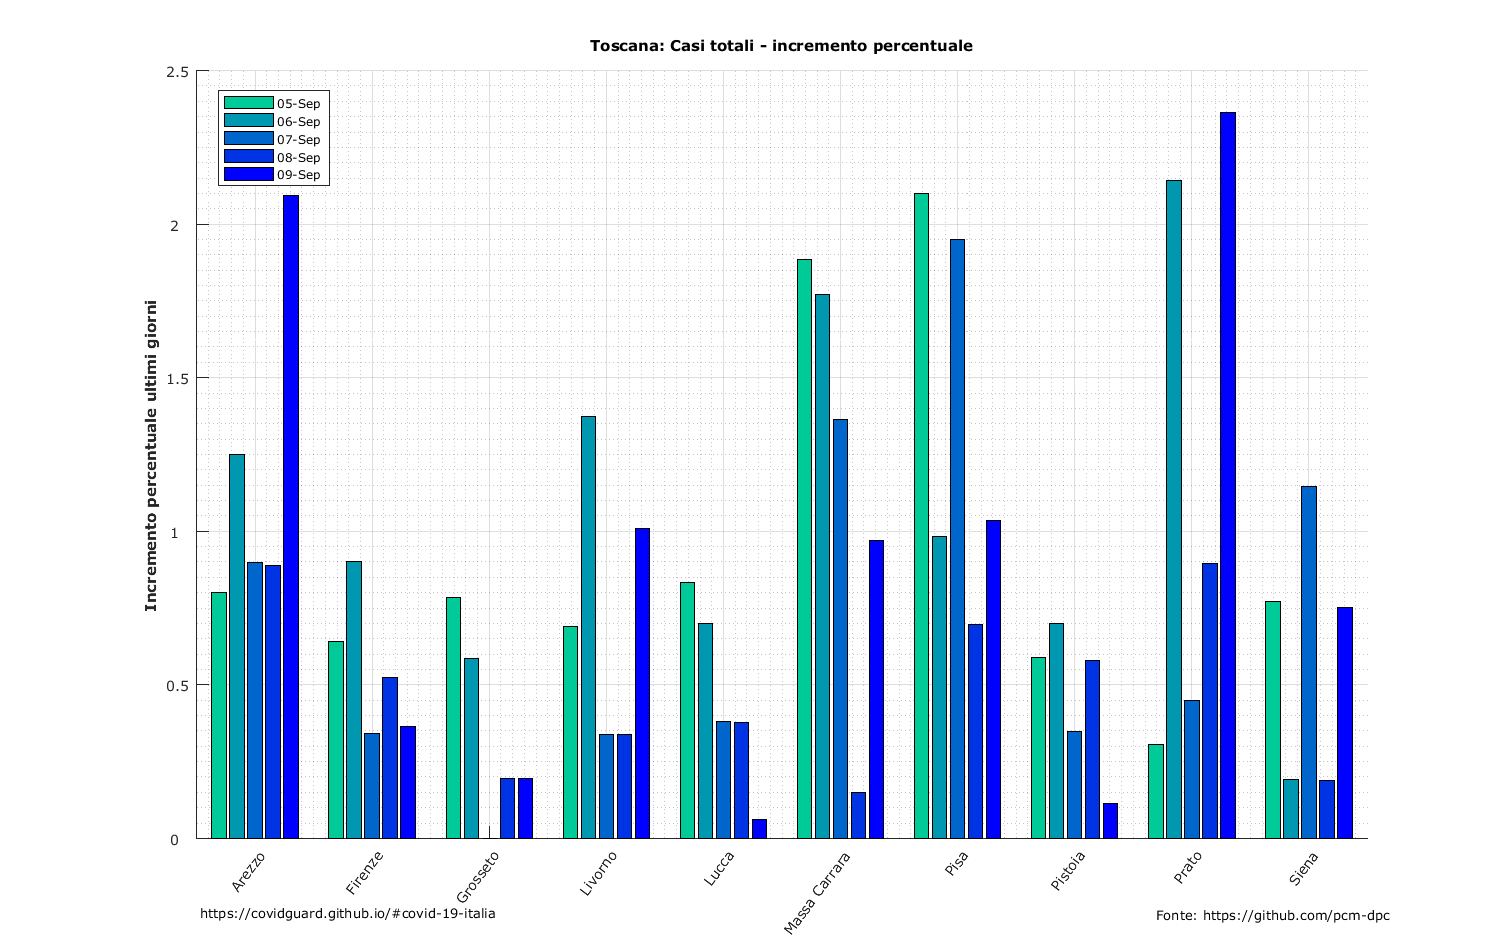 Toscana: Casi totali - incremento percentuale
2.5
2
1.5
1
0.5
0
Incremento percentuale ultimi giorni
05-Sep
06-Sep
07-Sep
08-Sep
09-Sep
Arezzo
Firenze
Grosseto
Livorno
Lucca
Massa Carrara
Pisa
Pistoia
Prato
Siena
https://covidguard.github.io/#covid-19-italia
Fonte: https://github.com/pcm-dpc